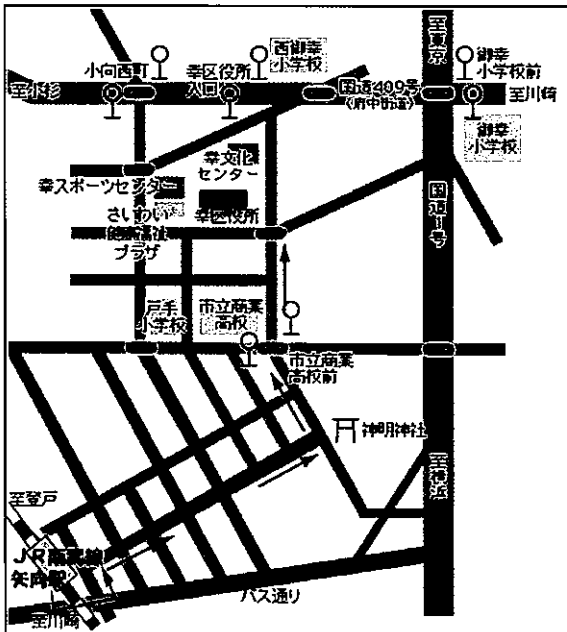 小向西町
幸区役所
入口
西御幸
小学校
至東京
御幸
小学校前
至小杉
国道409号
(府中街道)
至川崎
御幸
小学校
幸文化
センター
幸スポーツセンター
国道1号
さいわい
健康福祉
プラザ
幸区役所
戸手
小学校
市立商業
高校
市立商業
高校前
神明神社
至横浜
至登戸
JR南武線
矢向駅
バス通り
至川崎